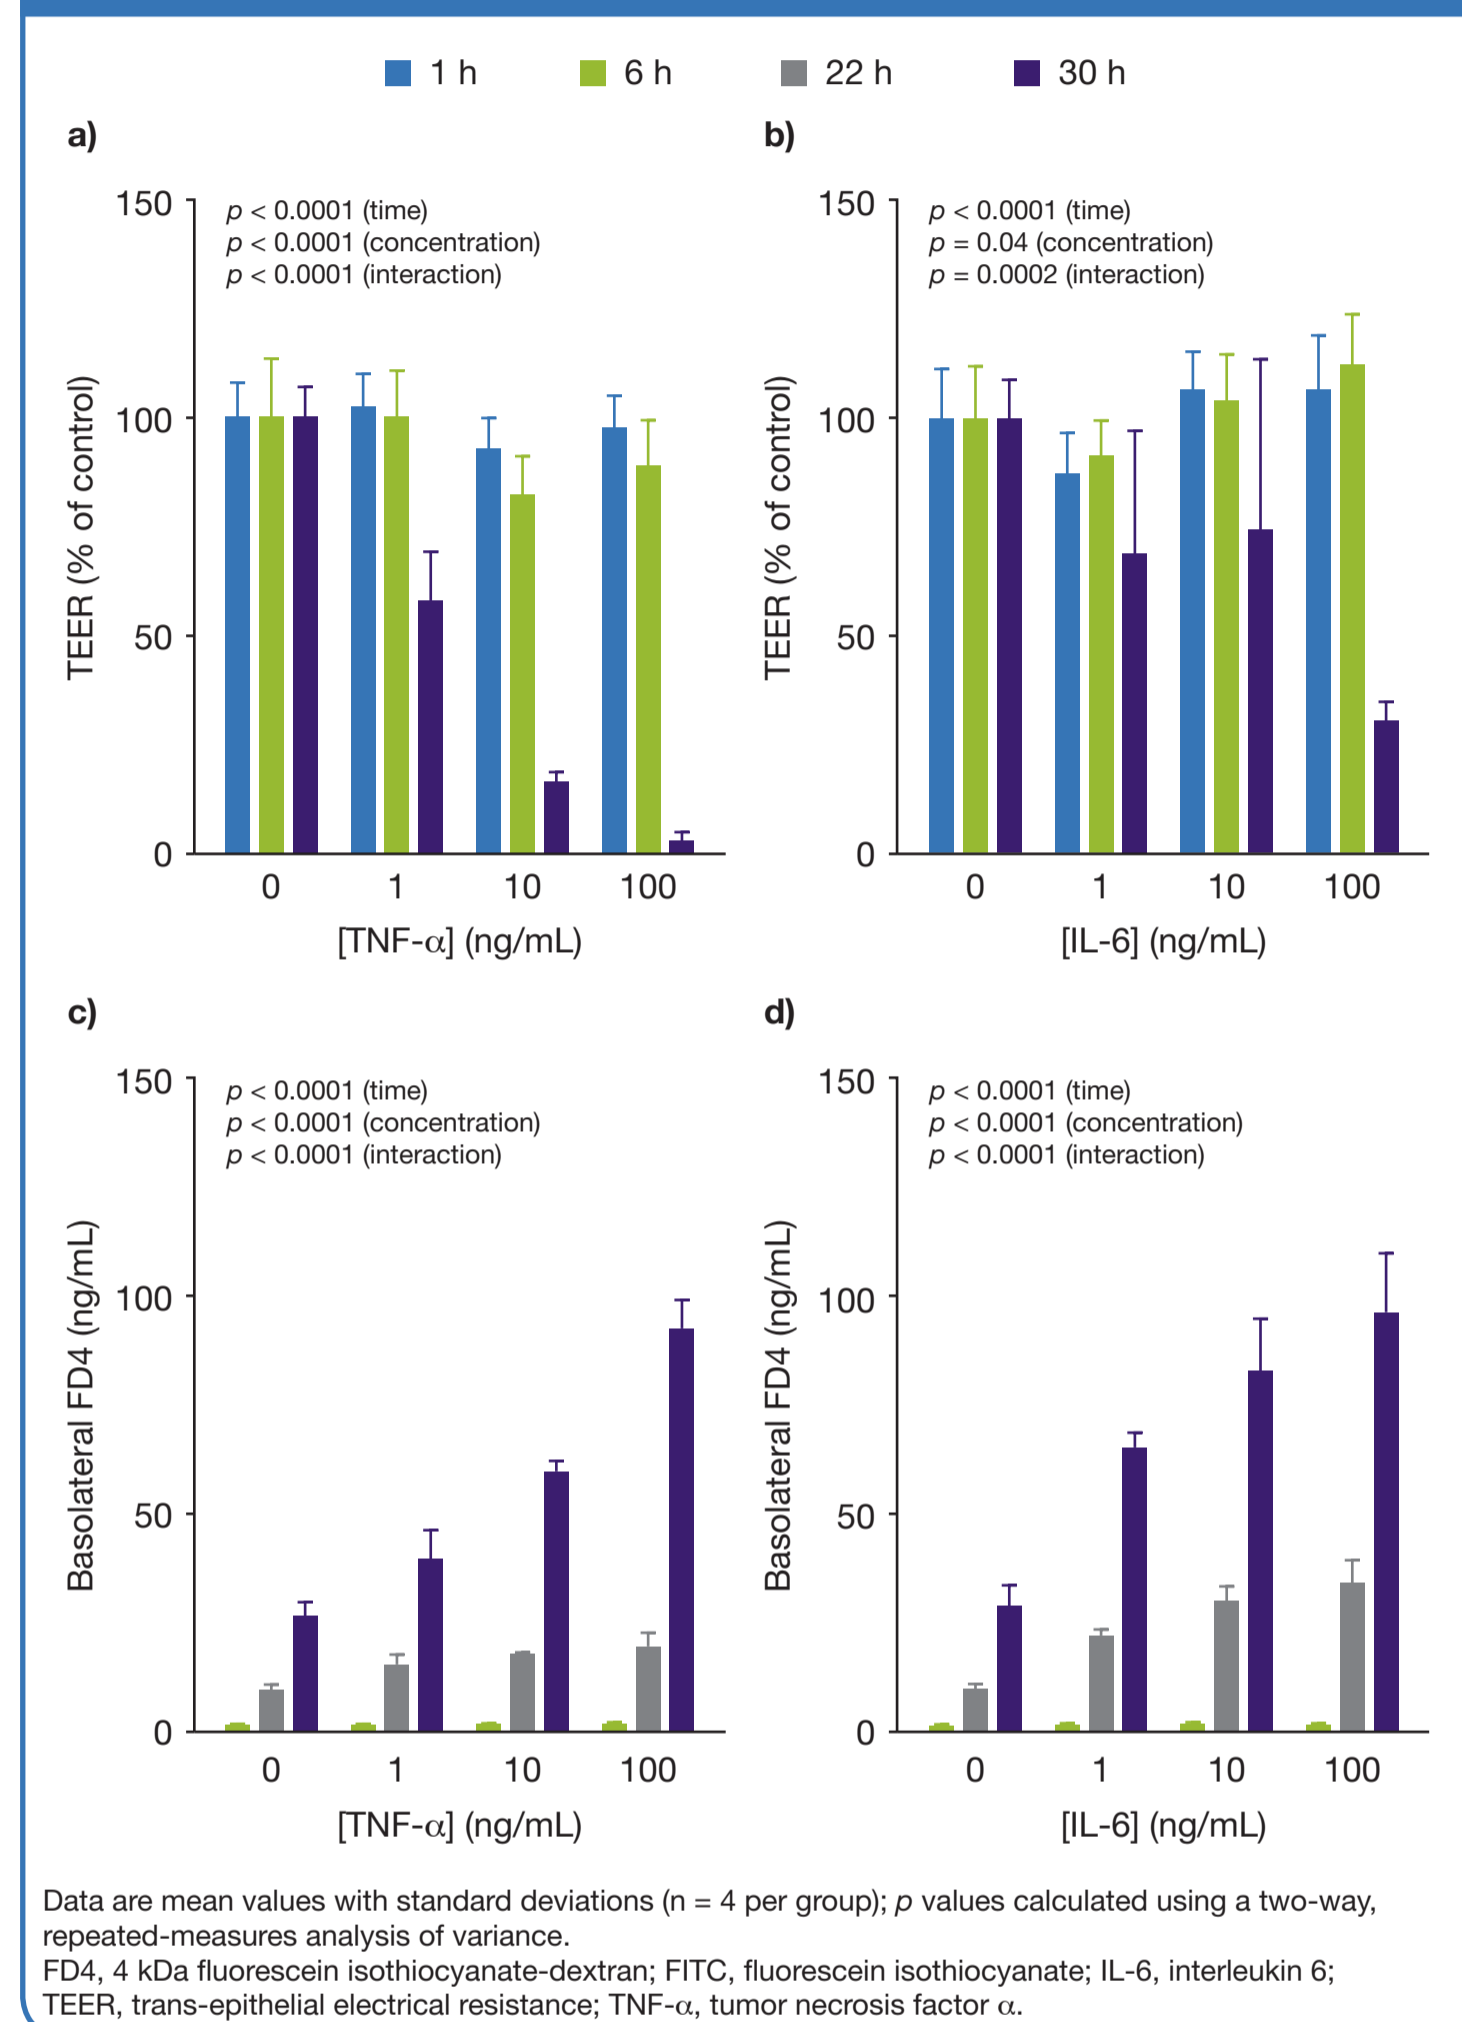 1 h 6 h 22 h 30 h
a)
150
100
50
0
TEER (% of control)
p < 0.0001 (time)
p < 0.0001 (concentration)
p < 0.0001 (interaction)
0 1 10 100
[TNF-α] (ng/mL)
b)
150
100
50
0
TEER (% of control)
p < 0.0001 (time)
p = 0.04 (concentration)
p = 0.0002 (interaction)
0 1 10 100
[IL-6] (ng/mL)
c)
150
100
50
0
Basolateral FD4 (ng/mL)
p < 0.0001 (time)
p < 0.0001 (concentration)
p < 0.0001 (interaction)
0 1 10 100
[TNF-α] (ng/mL)
d)
150
100
50
0
Basolateral FD4 (ng/mL)
p < 0.0001 (time)
p < 0.0001 (concentration)
p < 0.0001 (interaction)
0 1 10 100
[IL-6] (ng/mL)
Data are mean values with standard deviations (n = 4 per group); p values calculated using a two-way,
repeated-measures analysis of variance.
FD4, 4 kDa fluorescein isothiocyanate-dextran; FITC, fluorescein isothiocyanate; IL-6, interleukin 6;
TEER, trans-epithelial electrical resistance; TNF-α, tumor necrosis factor α.